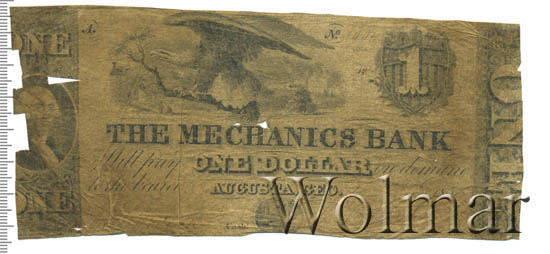 ONE
A.
No
1
THE MECHANICS BANK
Will pay ONE DOLLAR on demand
to the bearer
AUGUSTA, GEO.
ONE
ONE
Wolmar